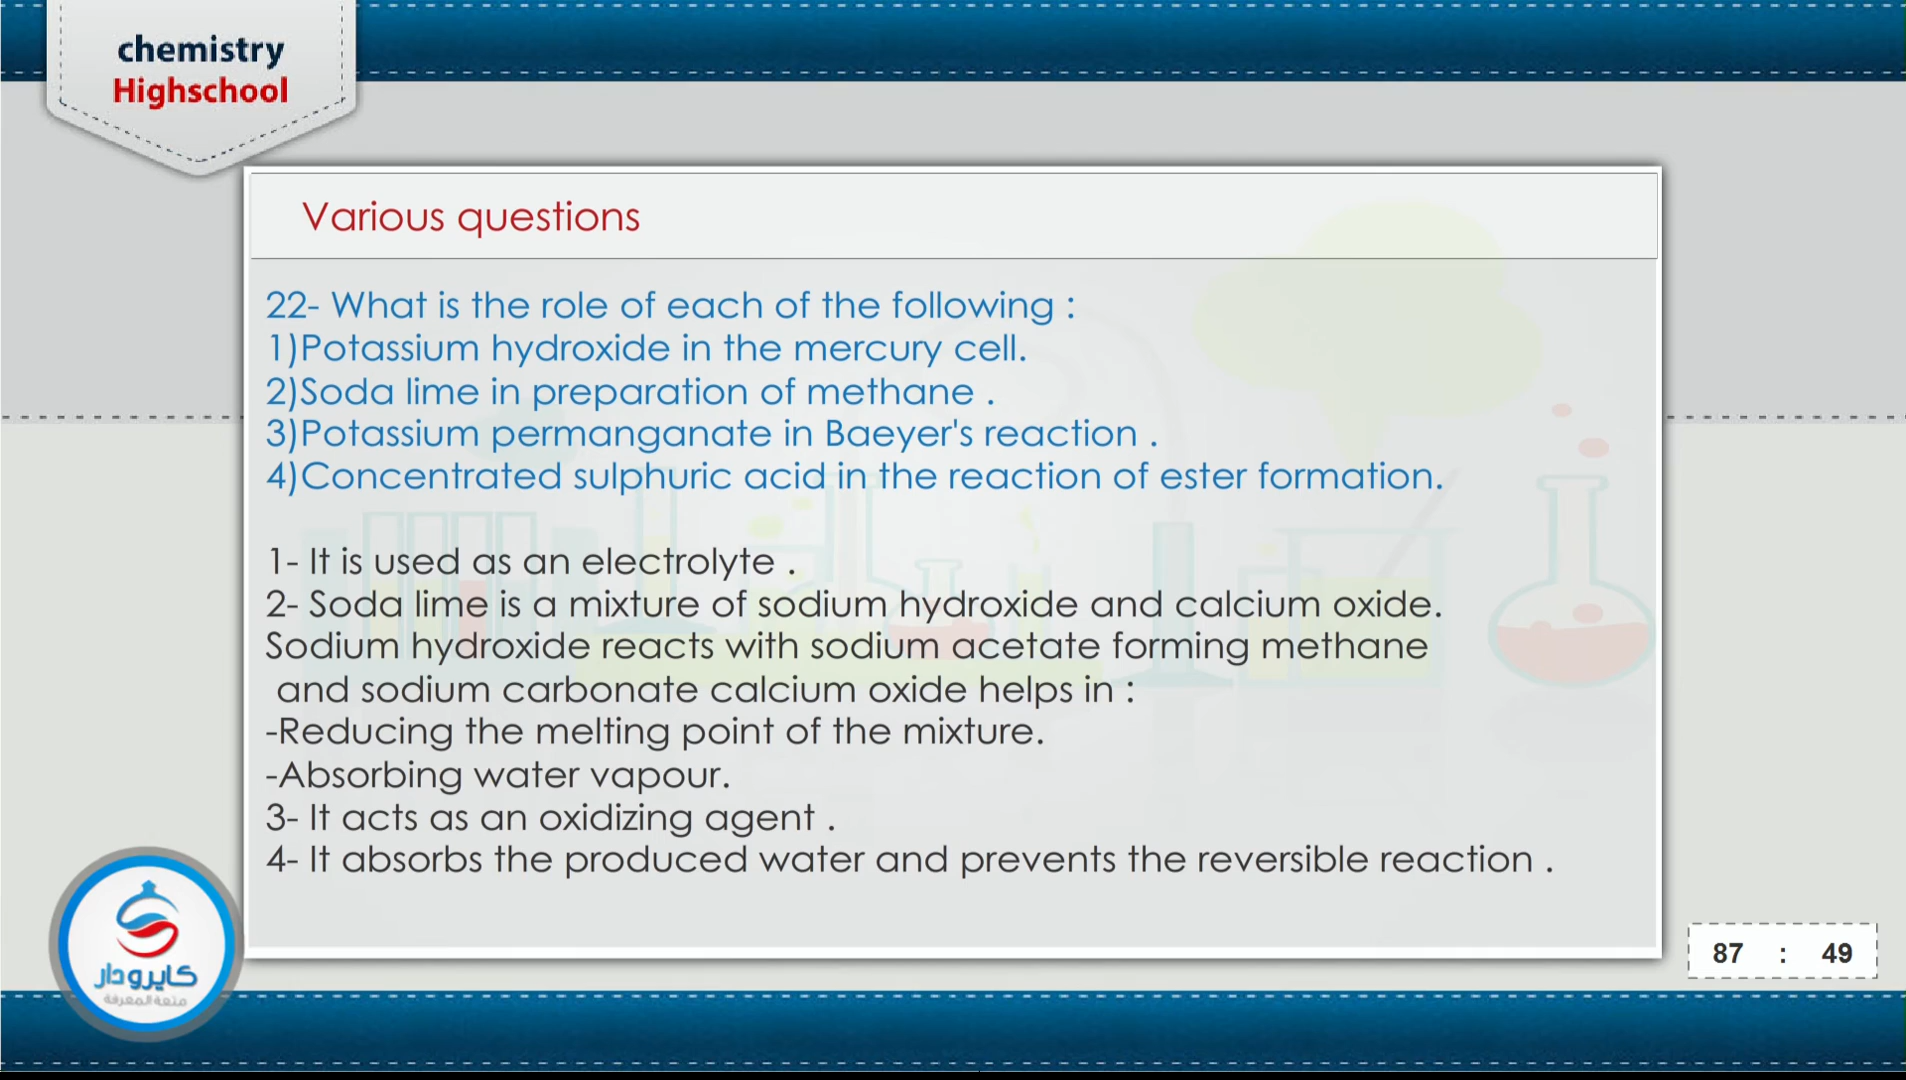 chemistry
Highschool
Various questions
22- What is the role of each of the following :
1)Potassium hydroxide in the mercury cell.
2)Soda lime in preparation of methane .
3)Potassium permanganate in Baeyer's reaction .
4)Concentrated sulphuric acid in the reaction of ester formation.
1- It is used as an electrolyte .
2- Soda lime is a mixture of sodium hydroxide and calcium oxide.
Sodium hydroxide reacts with sodium acetate forming methane
and sodium carbonate calcium oxide helps in :
-Reducing the melting point of the mixture.
-Absorbing water vapour.
3- It acts as an oxidizing agent .
4- It absorbs the produced water and prevents the reversible reaction .
كايرودار
متعة المعرفة
87 : 49